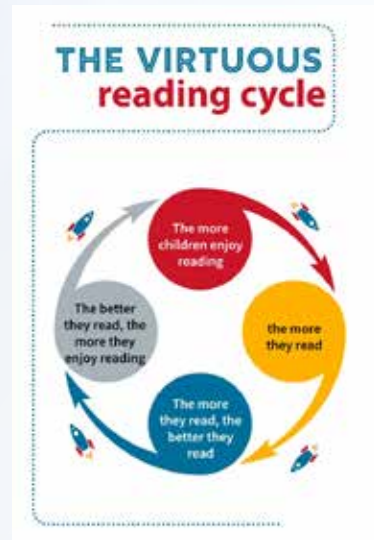 THE VIRTUOUS
reading cycle
The more
children enjoy
reading
the more
they read
The more
they read, the
better they
read
The better
they read, the
more they
enjoy reading